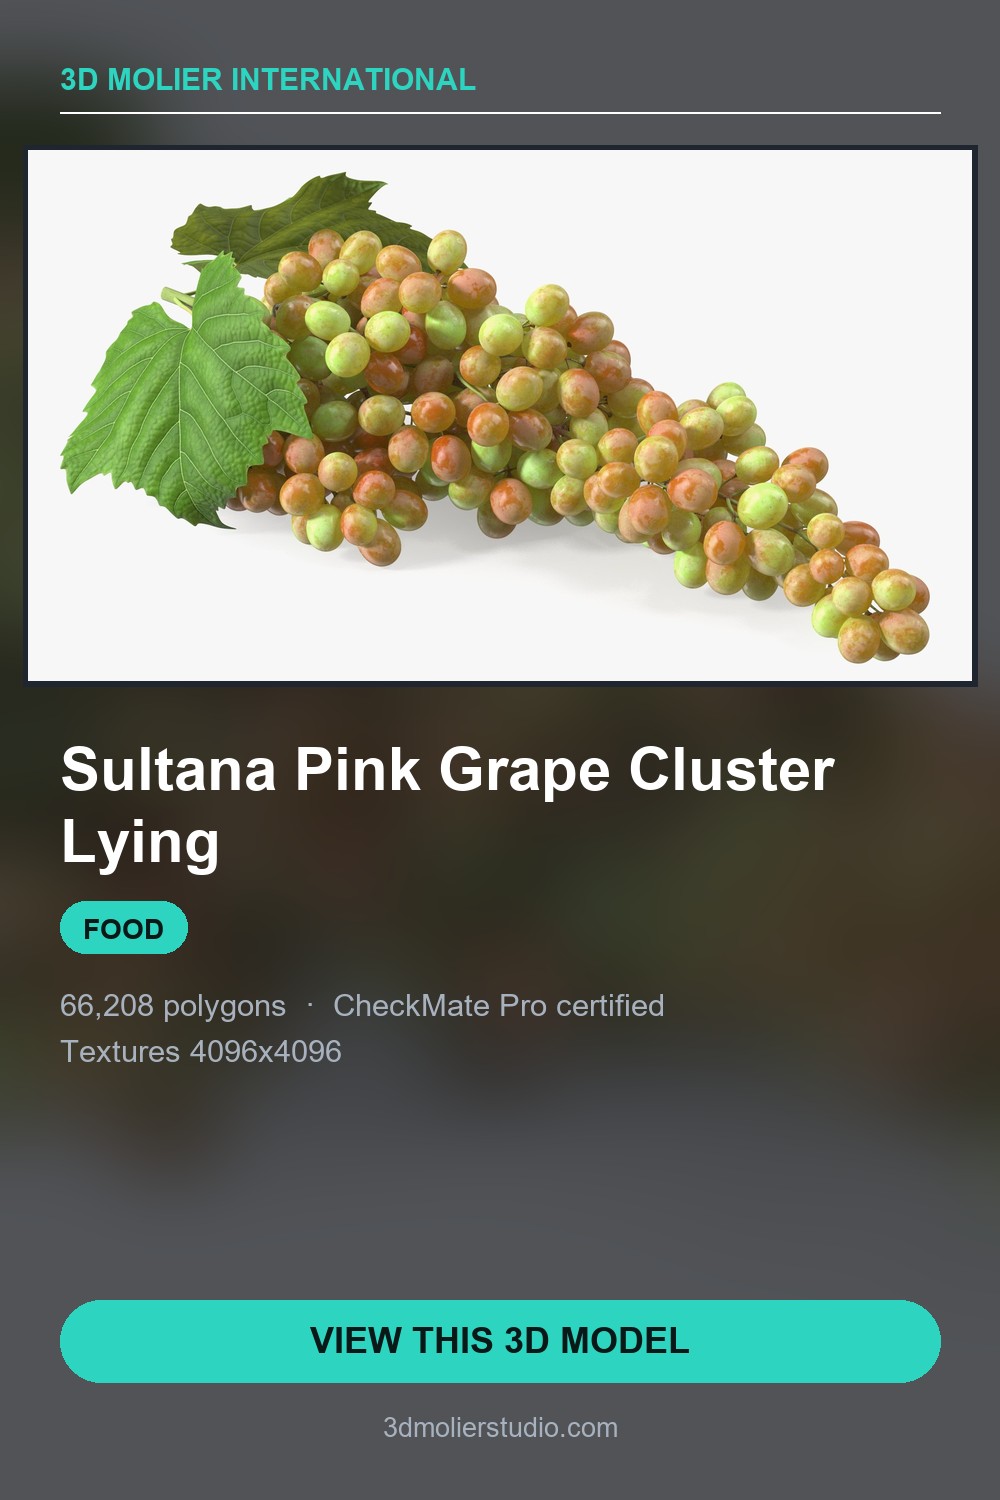 3D MOLIER INTERNATIONAL
Sultana Pink Grape Cluster
Lying
FOOD
66,208 polygons · CheckMate Pro certified
Textures 4096x4096
VIEW THIS 3D MODEL
3dmolierstudio.com